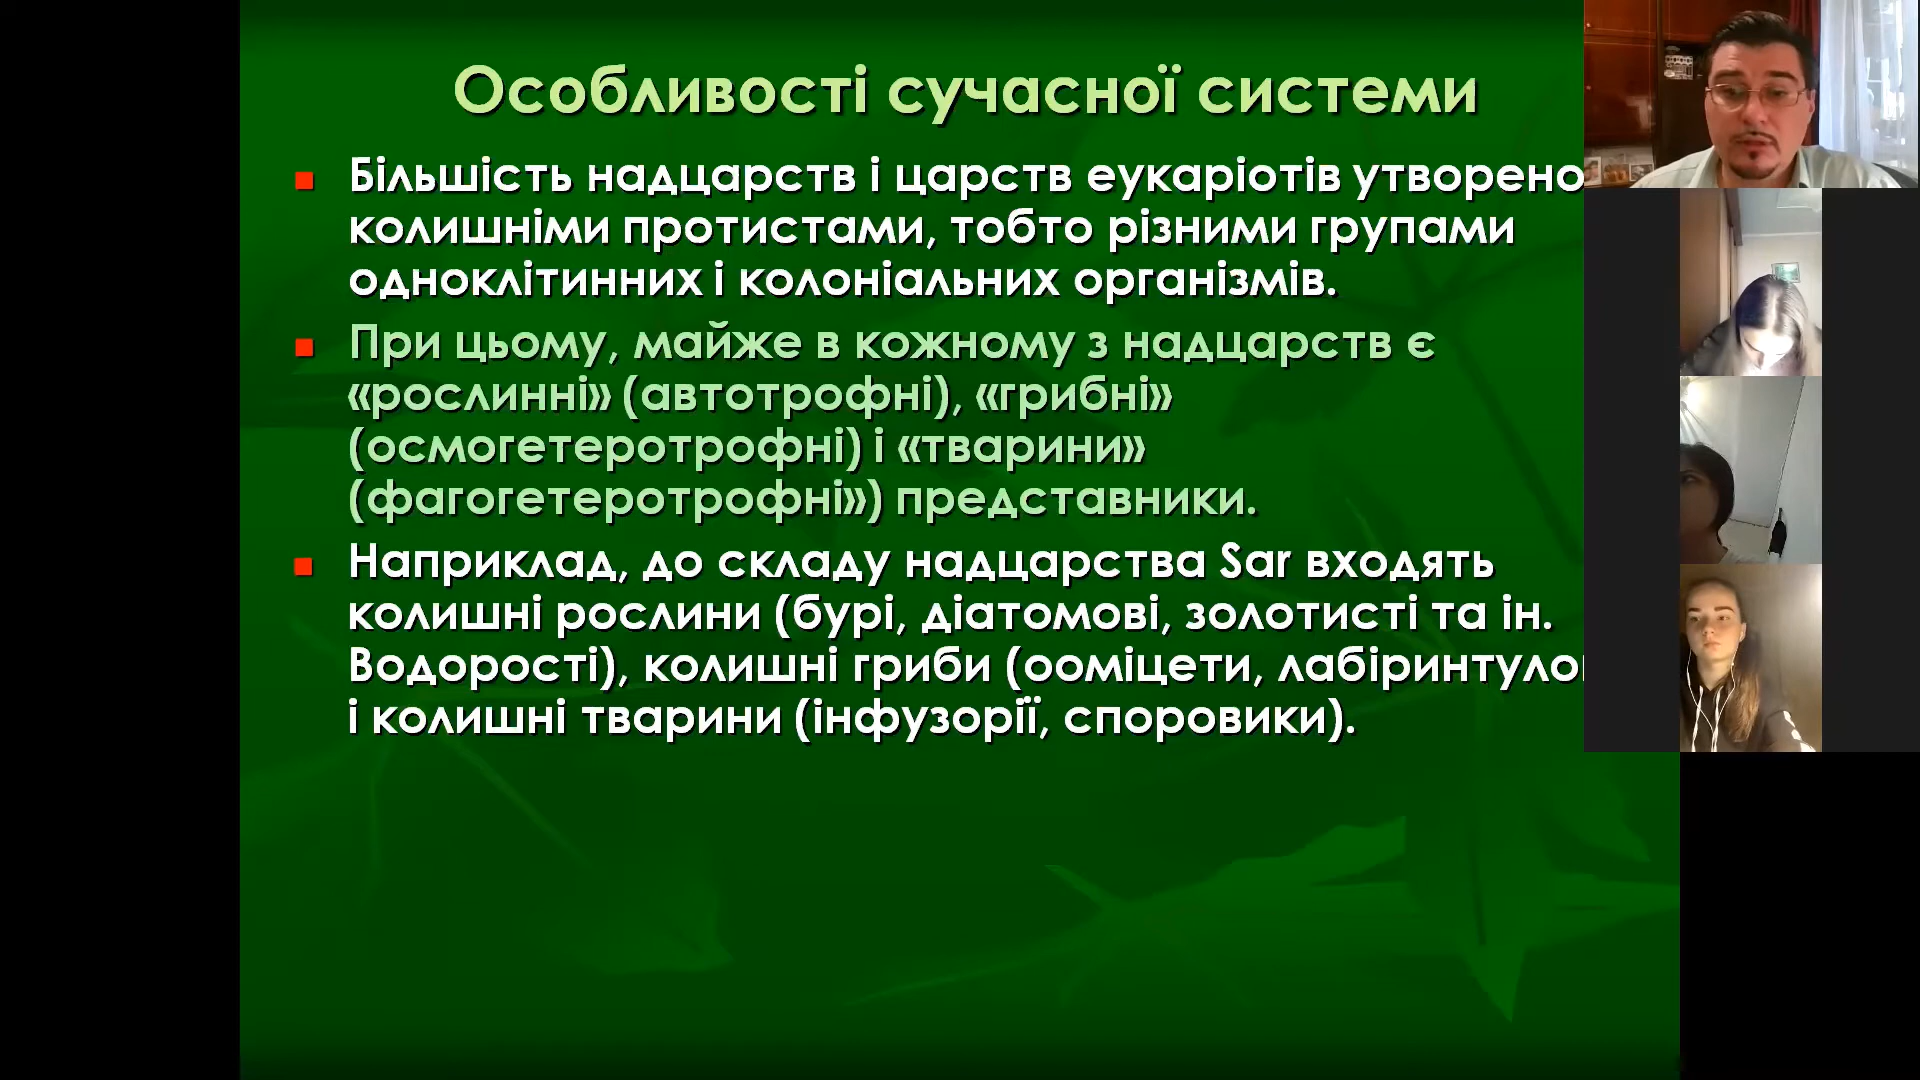 Особливості сучасної системи
Більшість надцарств і царств еукаріотів утворено
колишніми протистами, тобто різними групами
одноклітинних і колоніальних організмів.
При цьому, майже в кожному з надцарств є
«рослинні» (автотрофні), «грибні»
(осмогетеротрофні) і «тварини»
(фагогетеротрофні») представники.
Наприклад, до складу надцарства Sar входять
колишні рослини (бурі, діатомові, золотисті та ін.
Водорості), колишні гриби (ооміцети,
і колишні тварини (інфузорії, споровики).